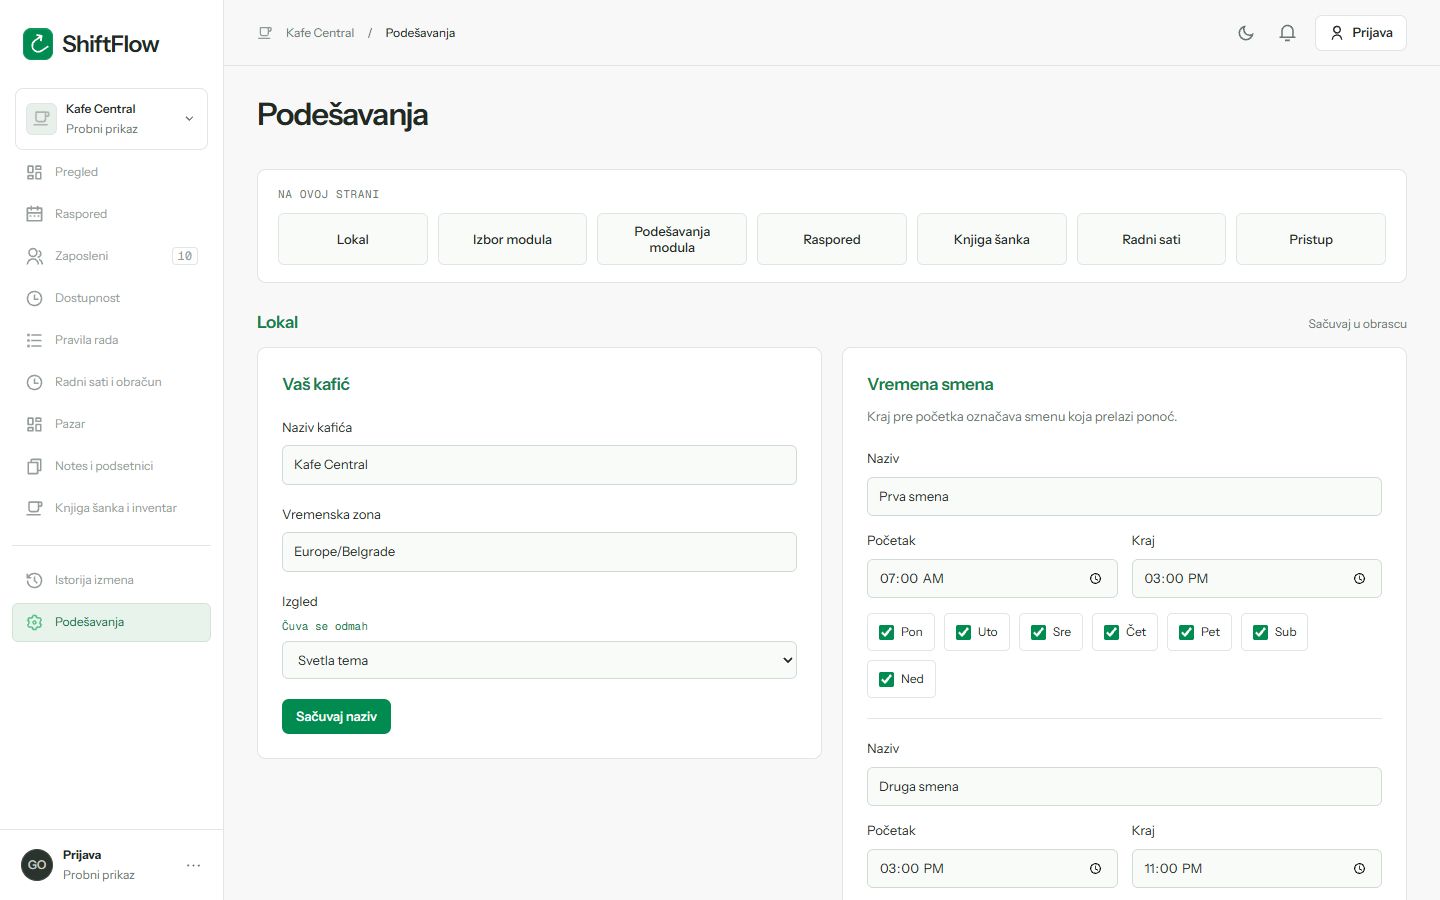 ShiftFlow
Kafe Central
Probni prikaz
Pregled
Raspored
Zaposleni 10
Dostupnost
Pravila rada
Radni sati i obračun
Pazar
Notes i podsetnici
Knjiga šanka i inventar
Istorija izmena
Podešavanja
GO
Prijava
Probni prikaz
Kafe Central / Podešavanja
Prijava
Podešavanja
NA OVOJ STRANI
Lokal
Izbor modula
Podešavanja
modula
Raspored
Knjiga šanka
Radni sati
Pristup
Lokal
Sačuvaj u obrascu
Vaš kafić
Naziv kafića
Kafe Central
Vremenska zona
Europe/Belgrade
Izgled
Čuva se odmah
Svetla tema
Sačuvaj naziv
Vremena smena
Kraj pre početka označava smenu koja prelazi ponoć.
Naziv
Prva smena
Početak Kraj
07:00 AM 03:00 PM
Pon Uto Sre Čet Pet Sub
Ned
Naziv
Druga smena
Početak Kraj
03:00 PM 11:00 PM